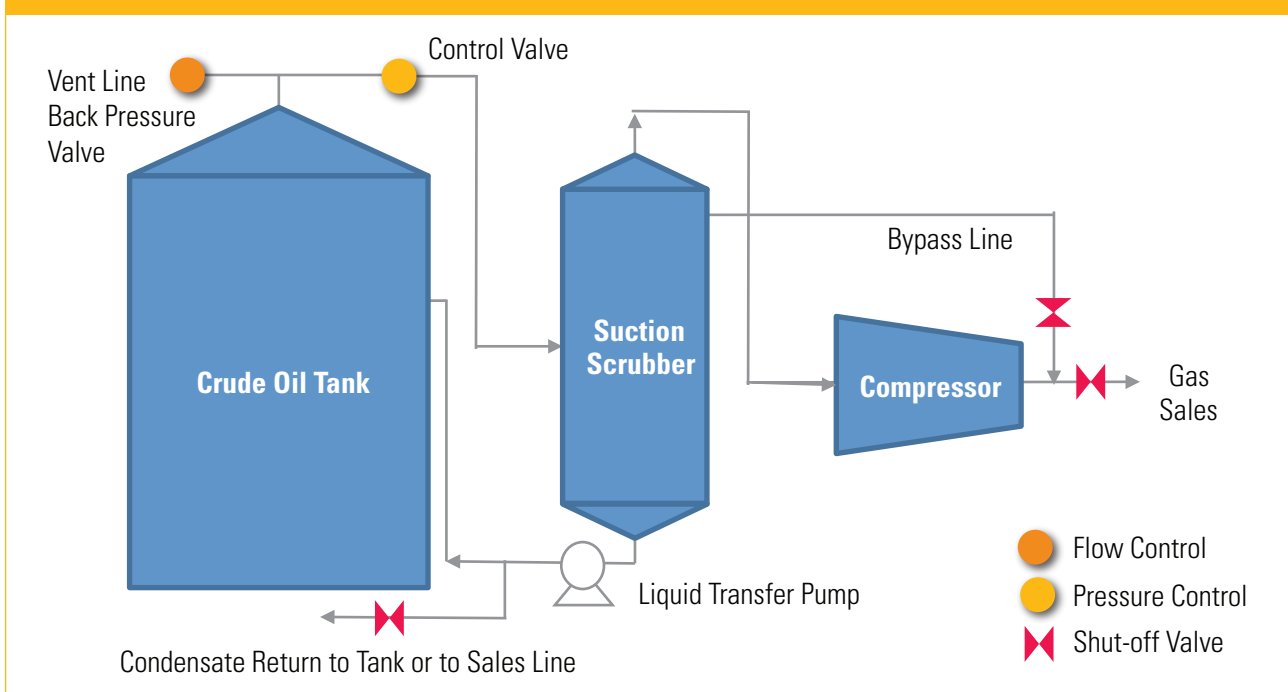 Control Valve
Vent Line
Back Pressure
Valve
Bypass Line
Suction
Scrubber
Crude Oil Tank
Compressor
Gas
Sales
Flow Control
Liquid Transfer Pump
Pressure Control
Shut-off Valve
Condensate Return to Tank or to Sales Line